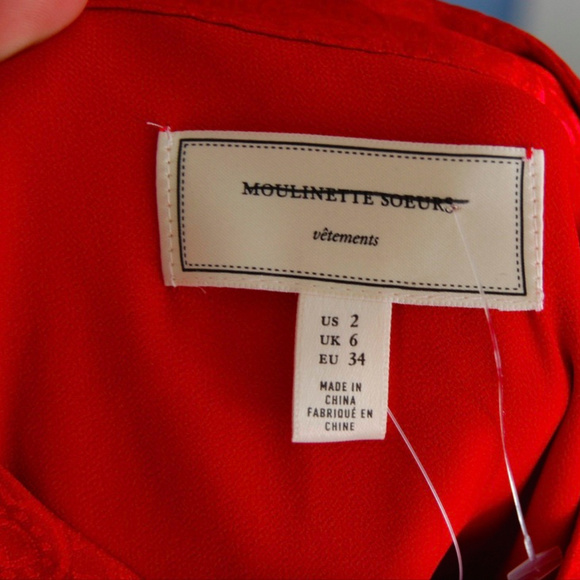 MOULINETTE SOEURS
vêtements
US 2
UK 6
EU 34
MADE IN
CHINA
FABRIQUÉ EN
CHINE